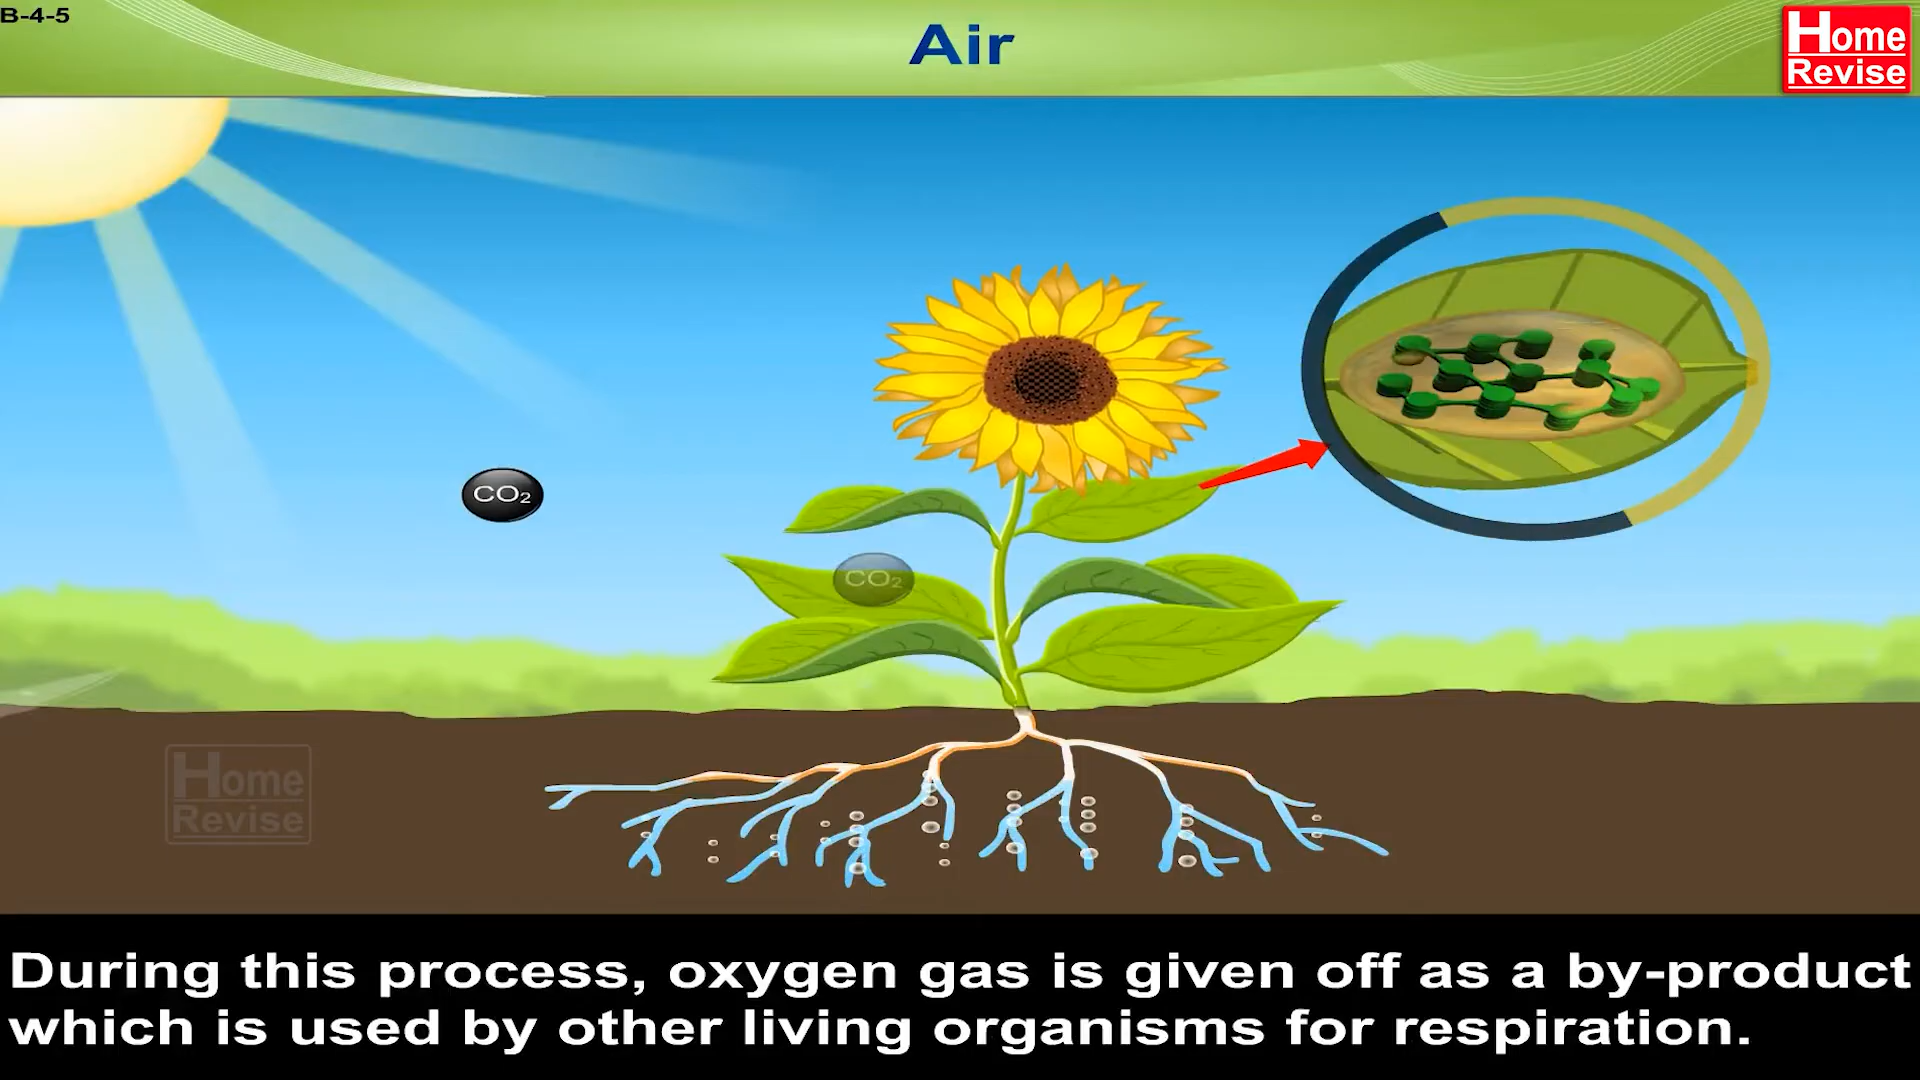 B-4-5
Air
Home
Revise
CO₂
CO₂
Home
Revise
During this process, oxygen gas is given off as a by-product
which is used by other living organisms for respiration.